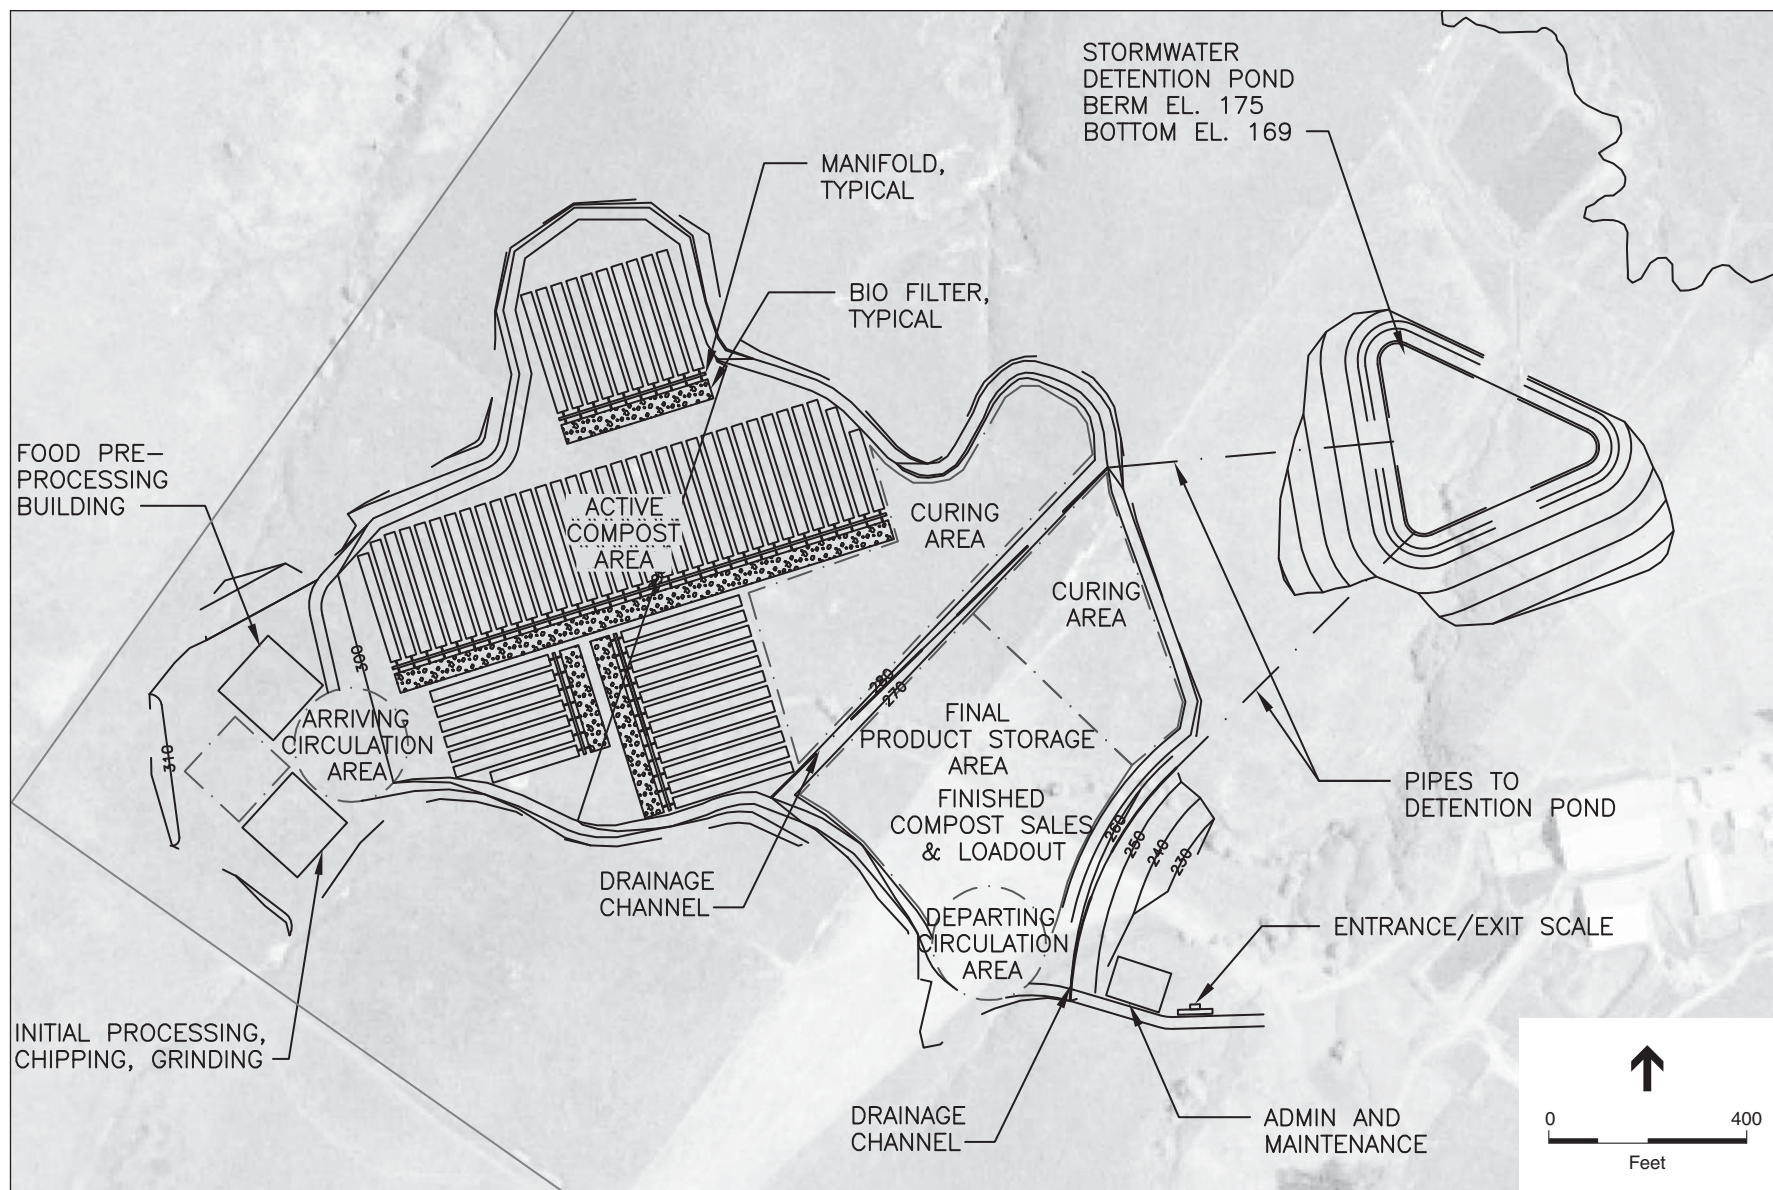 STORMWATER
DETENTION POND
BERM EL. 175
BOTTOM EL. 169
MANIFOLD,
TYPICAL
BIO FILTER,
TYPICAL
FOOD PRE-
PROCESSING
BUILDING
ACTIVE
COMPOST
AREA
CURING
AREA
CURING
AREA
300
310
280
270
ARRIVING
CIRCULATION
AREA
FINAL
PRODUCT STORAGE
AREA
FINISHED
COMPOST SALES
& LOADOUT
260
250
240
230
PIPES TO
DETENTION POND
DRAINAGE
CHANNEL
DEPARTING
CIRCULATION
AREA
ENTRANCE/EXIT SCALE
INITIAL PROCESSING,
CHIPPING, GRINDING
DRAINAGE
CHANNEL
ADMIN AND
MAINTENANCE
0 400
Feet